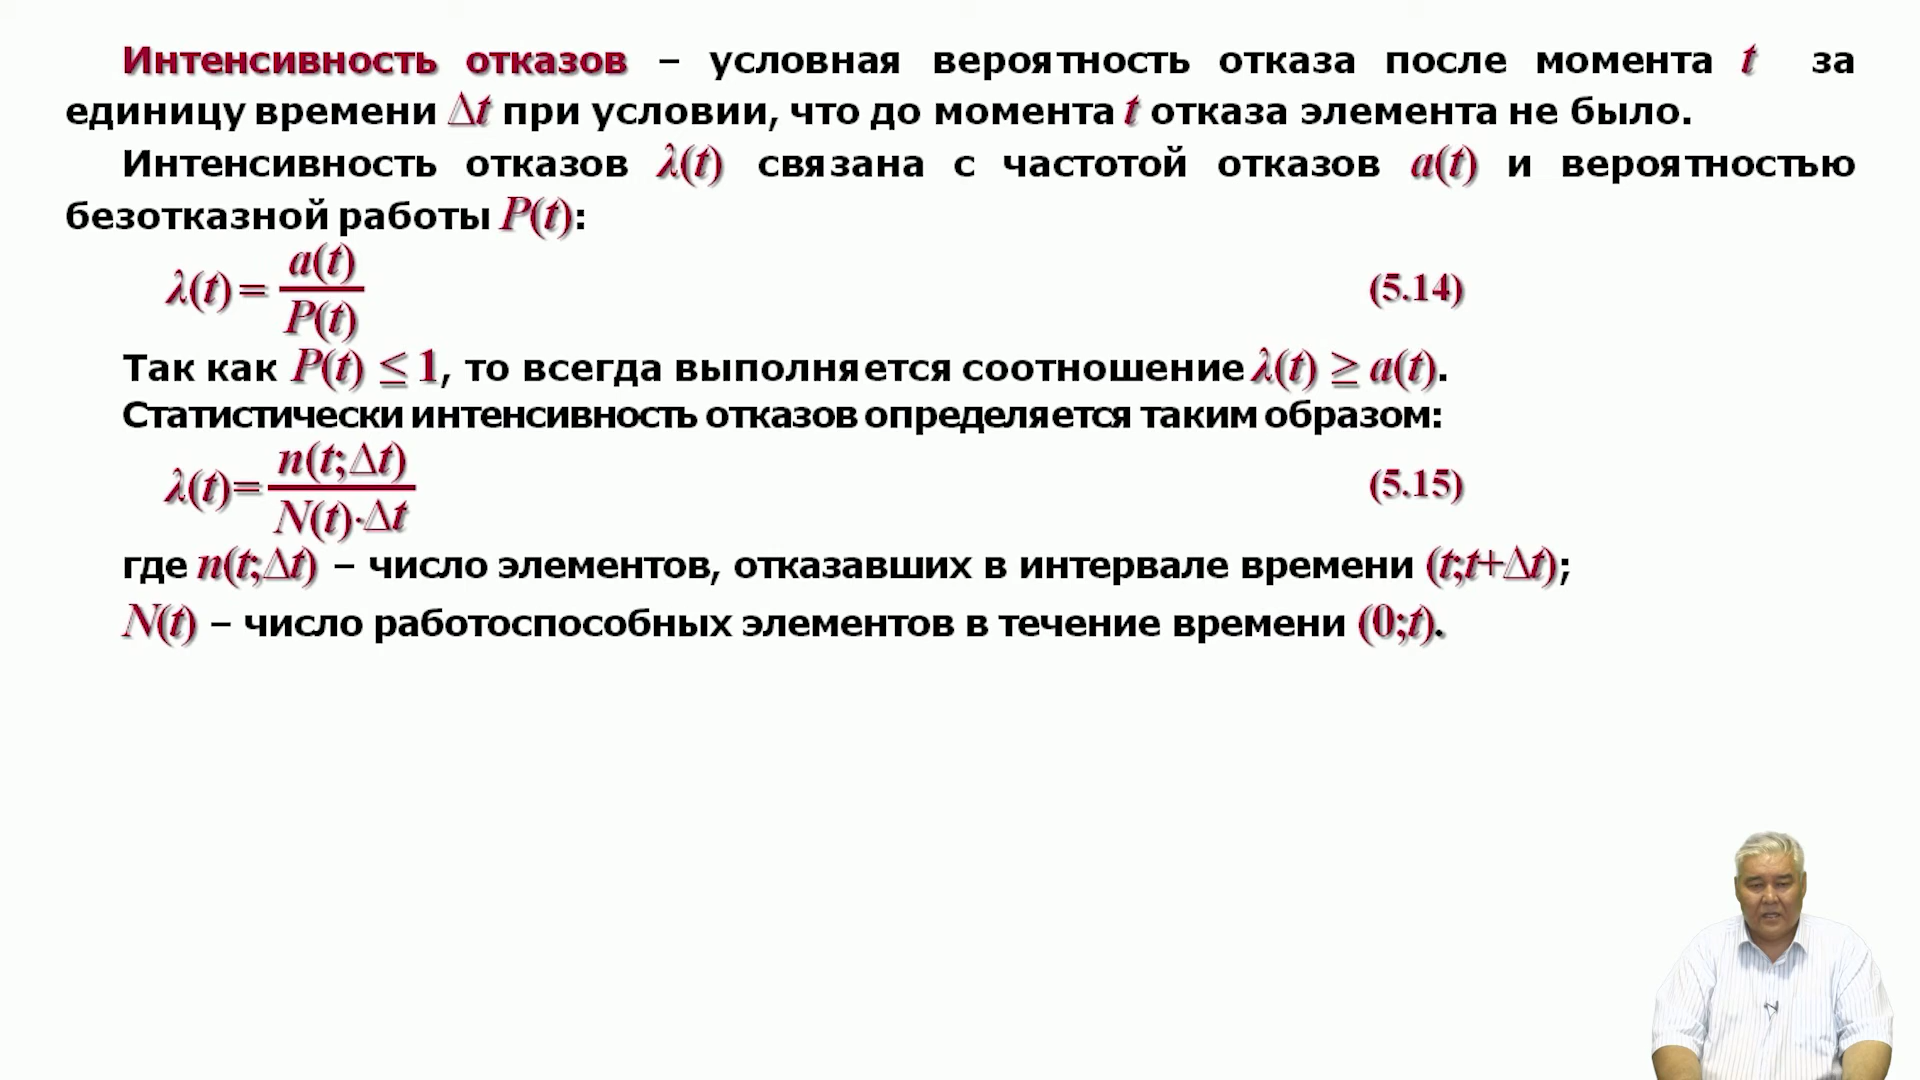 Интенсивность отказов – условная вероятность отказа после момента t за
единицу времени Δt при условии, что до момента t отказа элемента не было.
Интенсивность отказов λ(t) связана с частотой отказов a(t) и вероятностью
безотказной работы P(t):
λ(t) = a(t) / P(t) (5.14)
Так как P(t) ≤ 1, то всегда выполняется соотношение λ(t) ≥ a(t).
Статистически интенсивность отказов определяется таким образом:
λ(t)= n(t;Δt) / N(t)·Δt (5.15)
где n(t;Δt) – число элементов, отказавших в интервале времени (t;t+Δt);
N(t) – число работоспособных элементов в течение времени (0;t).